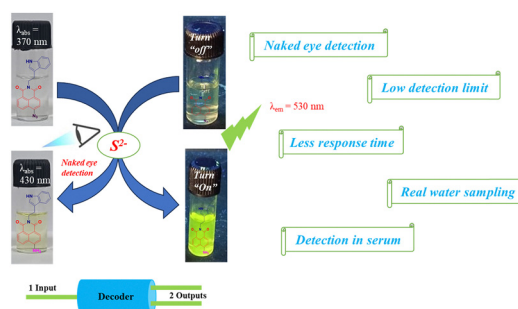 λabs
= 370 nm
Turn
“off”
Naked eye detection
Low detection limit
λem = 530 nm
S2-
Less response time
λabs =
430 nm
Naked eye
detection
Turn
“On”
Real water sampling
Detection in serum
1 Input
Decoder
2 Outputs